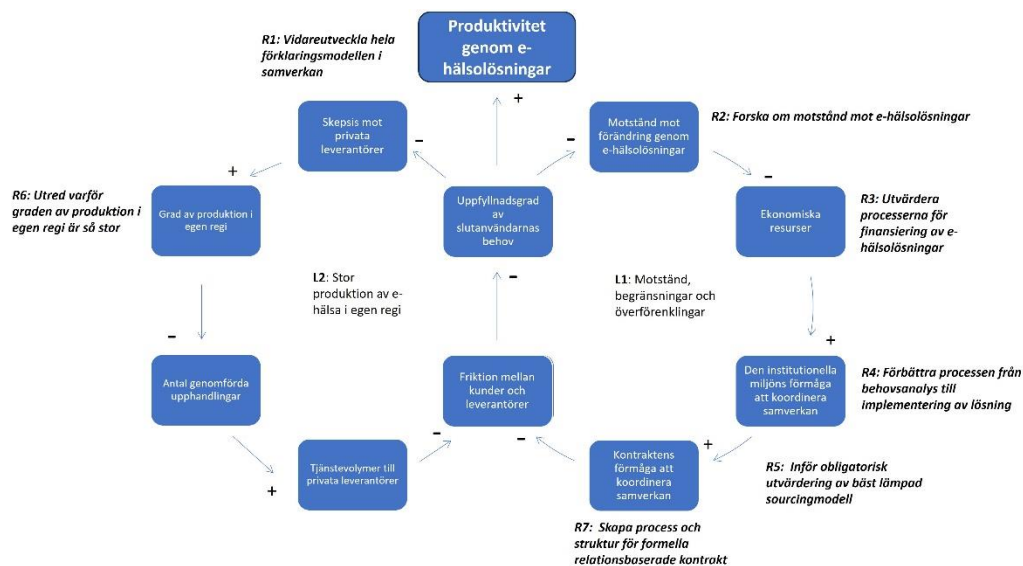 Produktivitet
genom e-
hälsolösningar
R1: Vidareutveckla hela
förklaringsmodellen i
samverkan
+
Skepsis mot
privata
leverantörer
-
-
Motstånd mot
förändring genom
e-hälsolösningar
R2: Forska om motstånd mot e-hälsolösningar
+
-
R6: Utred varför
graden av produktion i
egen regi är så stor
Grad av produktion i
egen regi
Uppfyllnadsgrad
av
slutanvändarnas
behov
Ekonomiska
resurser
R3: Utvärdera
processerna för
finansiering av e-
hälsolösningar
-
L2: Stor
produktion av e-
hälsa i egen regi
L1: Motstånd,
begränsningar och
överförenklingar
-
+
Antal genomförda
upphandlingar
Friktion mellan
kunder och
leverantörer
Den institutionella
miljöns förmåga
att koordinera
samverkan
R4: Förbättra processen från
behovsanalys till
implementering av lösning
-
-
+
+
Tjänstevolymer till
privata leverantörer
Kontraktens
förmåga att
koordinera
samverkan
R5: Inför obligatorisk
utvärdering av bäst lämpad
sourcingmodell
R7: Skapa process och
struktur för formella
relationsbaserade kontrakt